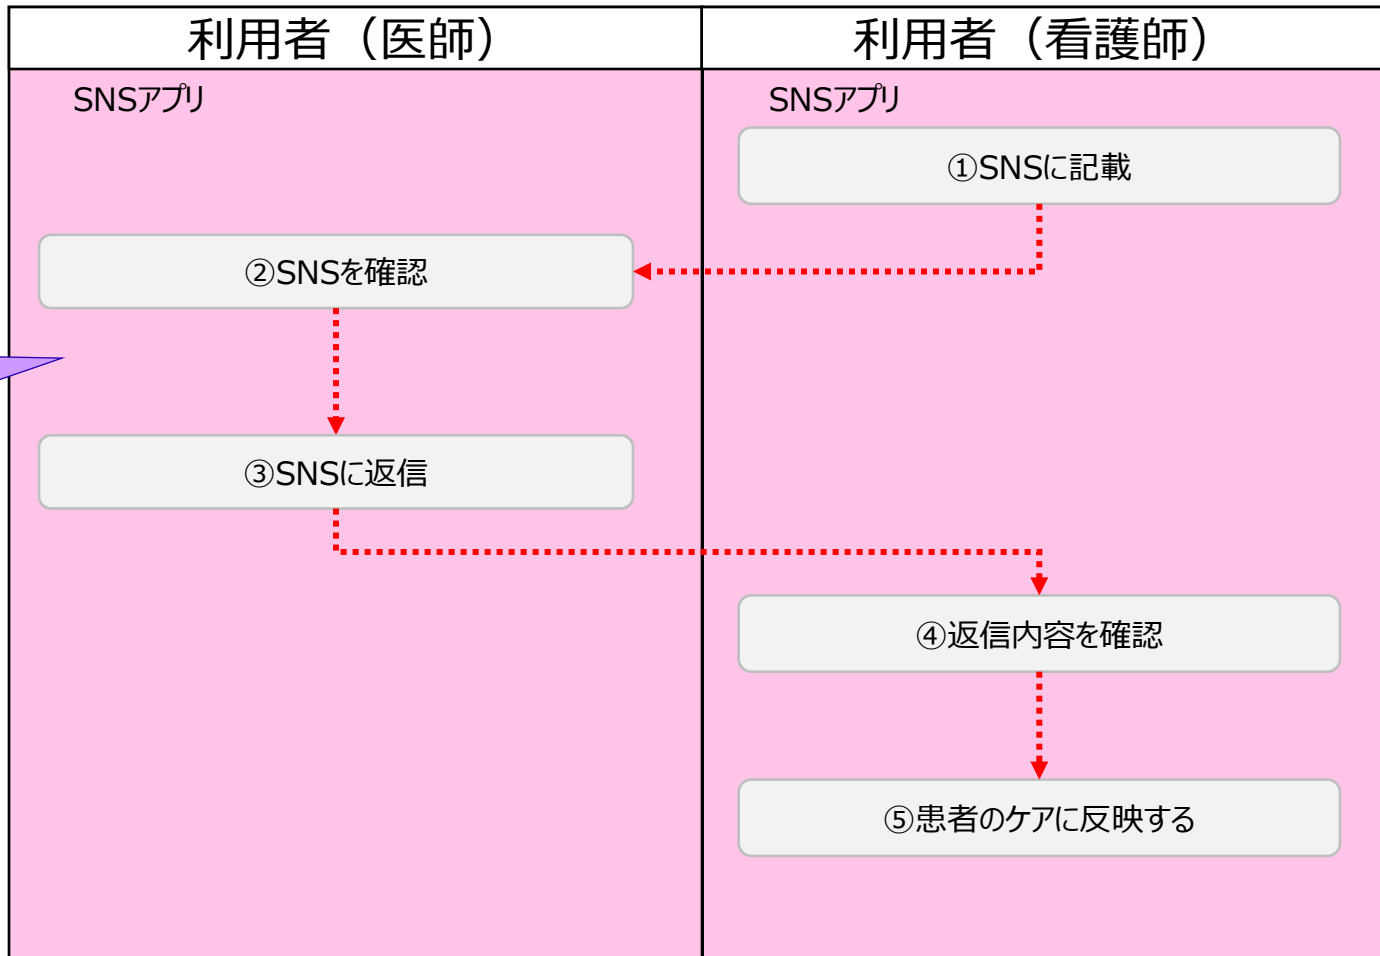 利用者（医師）
利用者（看護師）
SNSアプリ
SNSアプリ
①SNSに記載
②SNSを確認
③SNSに返信
④返信内容を確認
⑤患者のケアに反映する